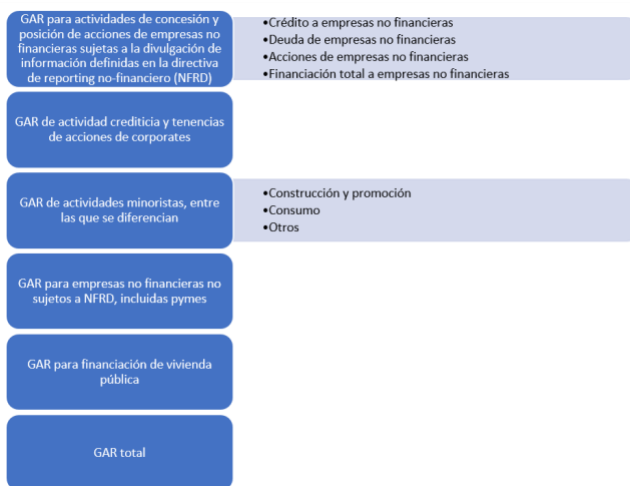 GAR para actividades de concesión y
posición de acciones de empresas no
financieras sujetas a la divulgación de
información definidas en la directiva
de reporting no-financiero (NFRD)
•Crédito a empresas no financieras
•Deuda de empresas no financieras
•Acciones de empresas no financieras
•Financiación total a empresas no financieras
GAR de actividad crediticia y tenencias
de acciones de corporates
GAR de actividades minoristas, entre
las que se diferencian
•Construcción y promoción
•Consumo
•Otros
GAR para empresas no financieras no
sujetos a NFRD, incluidas pymes
GAR para financiación de vivienda
pública
GAR total